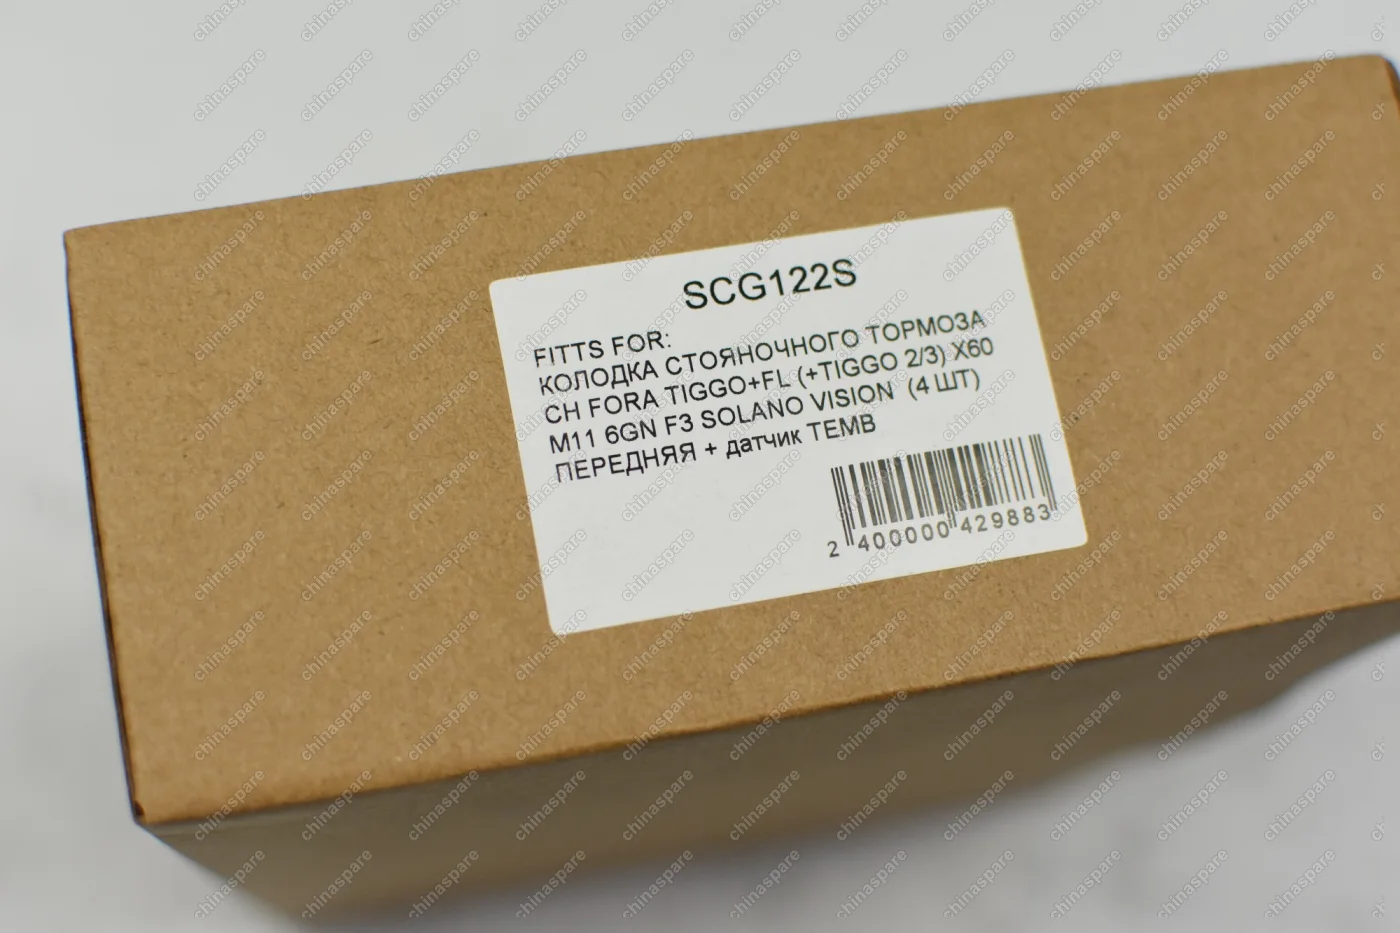 SCG122S
FITTS FOR:
КОЛОДКА СТОЯНОЧНОГО ТОРМОЗА
CH FORA TIGGO+FL (+TIGGO 2/3) X60
M11 6GN F3 SOLANO VISION (4 ШТ)
ПЕРЕДНЯЯ + датчик TEMB
2 400000 429883
chinaspare